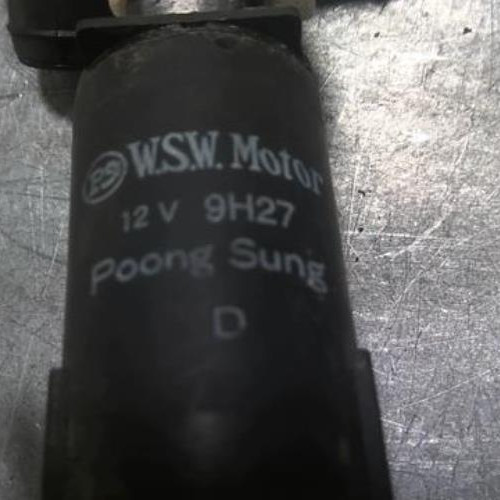 PS W.S.W. Motor
12 V 9H27
Poong Sung
D